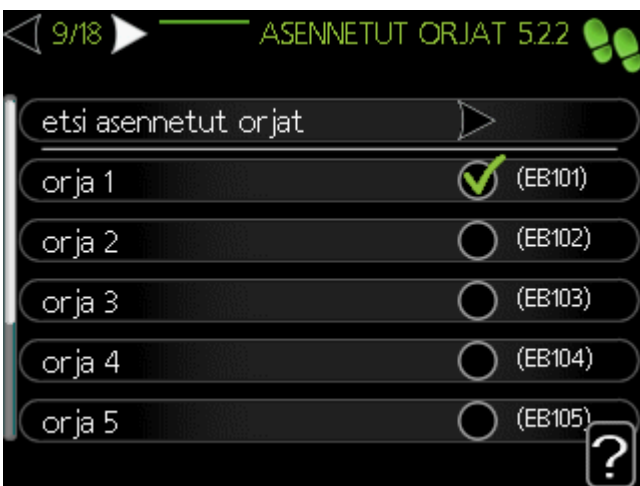 9/18 ASENNETUT ORJAT 5.2.2
etsi asennetut orjat
orja 1 (EB101)
orja 2 (EB102)
orja 3 (EB103)
orja 4 (EB104)
orja 5 (EB105)
?